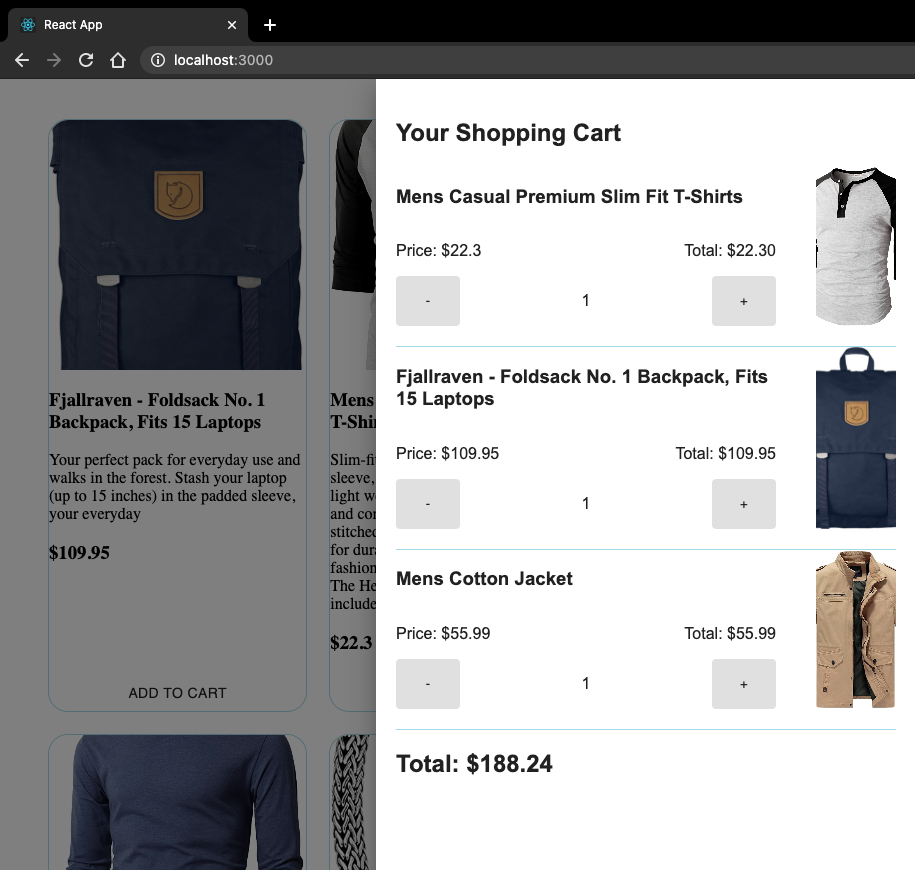 React App
localhost:3000
Your Shopping Cart
Mens Casual Premium Slim Fit T-Shirts
Price: $22.3 Total: $22.30
- 1 +
Fjallraven - Foldsack No. 1 Backpack, Fits
15 Laptops
Price: $109.95 Total: $109.95
- 1 +
Mens Cotton Jacket
Price: $55.99 Total: $55.99
- 1 +
Total: $188.24
Fjallraven - Foldsack No. 1
Backpack, Fits 15 Laptops
Your perfect pack for everyday use and
walks in the forest. Stash your laptop
(up to 15 inches) in the padded sleeve,
your everyday
$109.95
ADD TO CART
Mens
T-Shi
Slim-fi
sleeve,
light w
and co
stitched
for dur
fashion
The He
include
$22.3